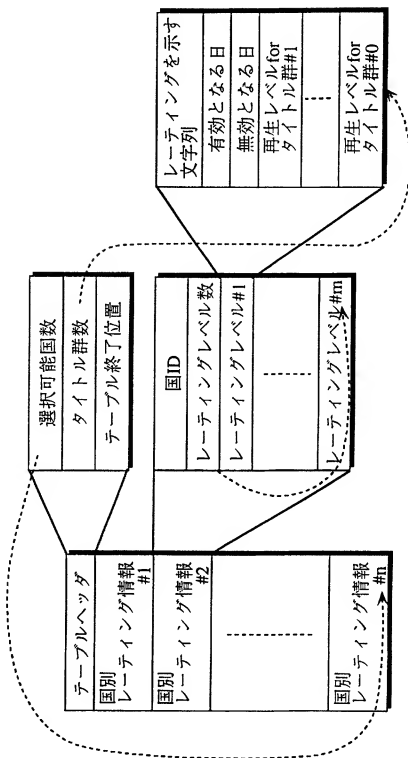 テーブルヘッダ
国別
レーティング情報
#1
国別
レーティング情報
#2
国別
レーティング情報
#n
選択可能国数
タイトル群数
テーブル終了位置
国ID
レーティングレベル数
レーティングレベル#1
レーティングレベル#m
レーティングを示す
文字列
有効となる日
無効となる日
再生レベルfor
タイトル群#1
再生レベルfor
タイトル群#0